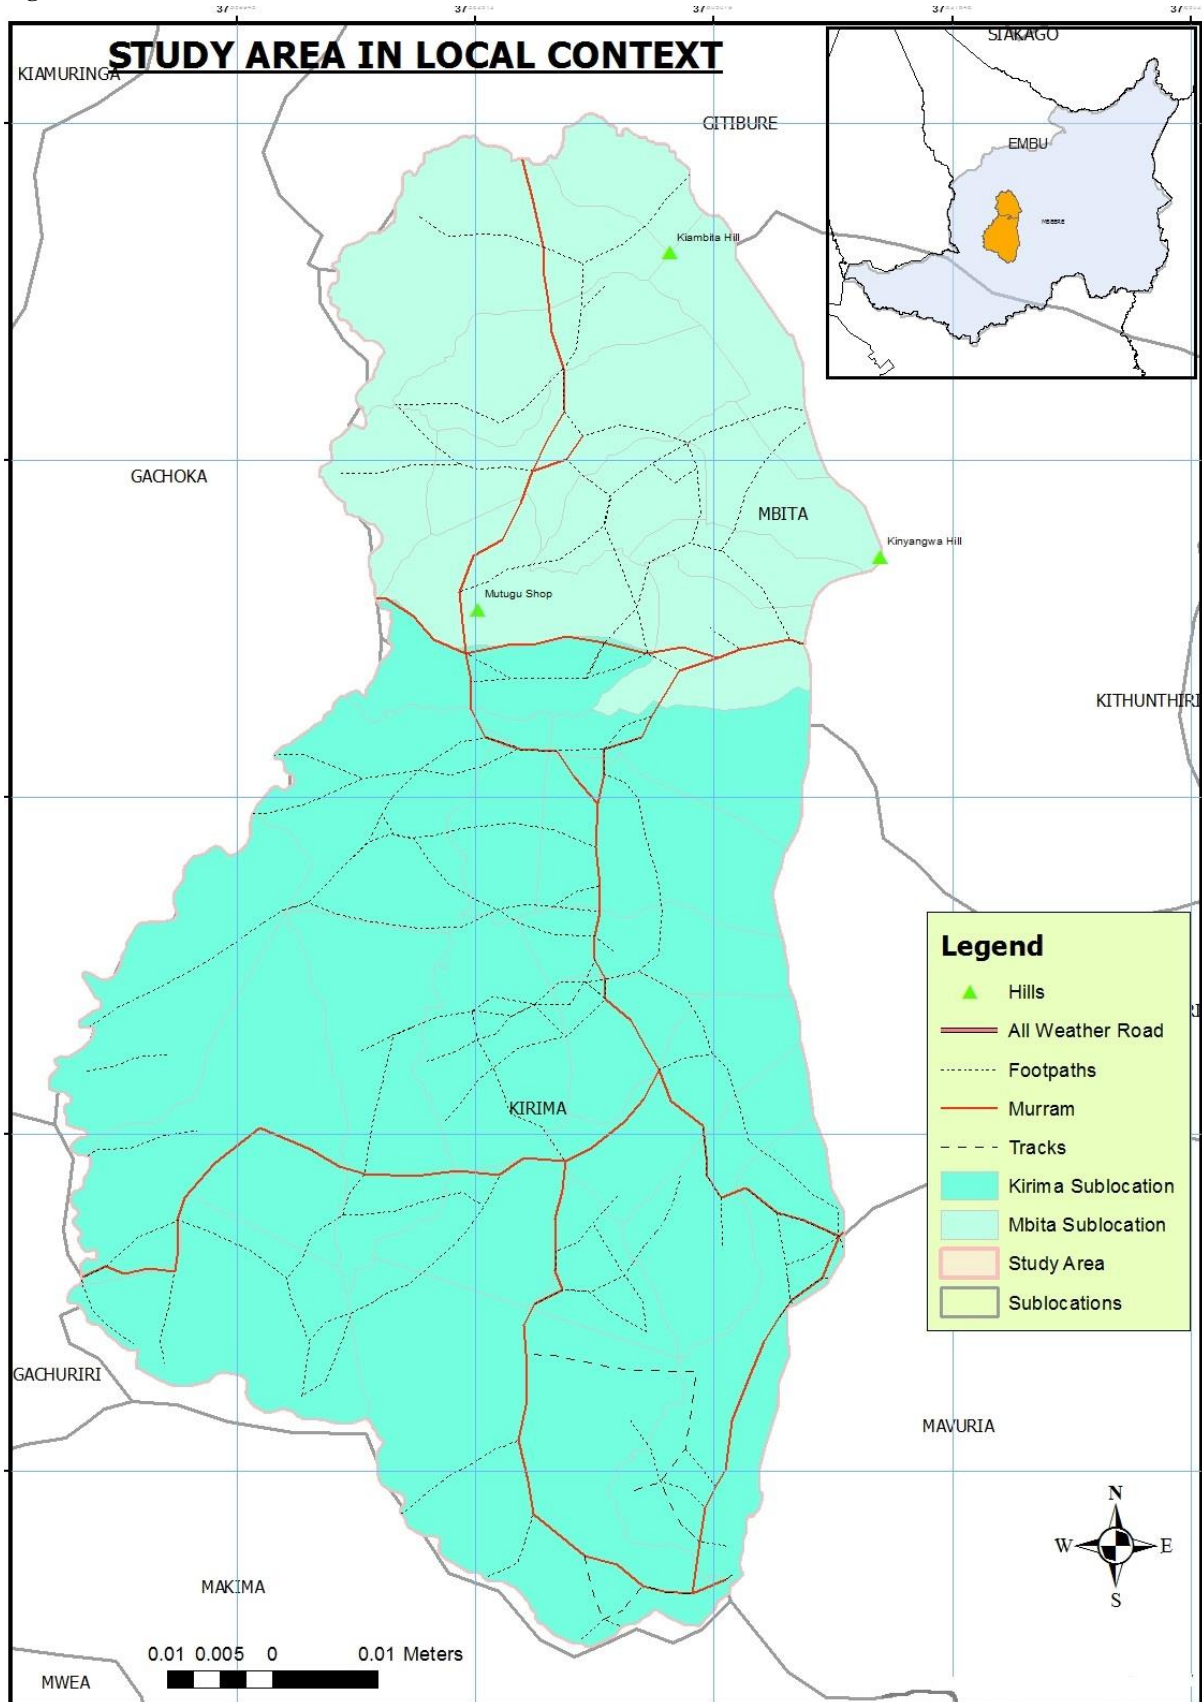 STUDY AREA IN LOCAL CONTEXT
SIAKAGO
KIAMURINGA
GITIBURE
EMBU
MBEERE
Kiambita Hill
GACHOKA
MBITA
Kinyangwa Hill
Mutugu Shop
KITHUNTHIRI
KIRIMA
Legend
Hills
All Weather Road
Footpaths
Murram
Tracks
Kirima Sublocation
Mbita Sublocation
Study Area
Sublocations
GACHURIRI
MAVURIA
N
W
E
S
MAKIMA
0.01 0.005 0 0.01 Meters
MWEA